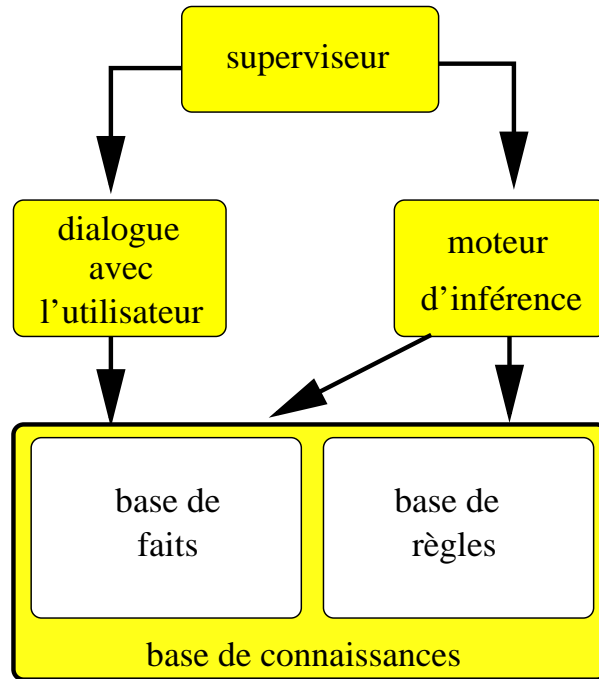 superviseur
dialogue
avec
l’utilisateur
moteur
d’inférence
base de
faits
base de
règles
base de connaissances